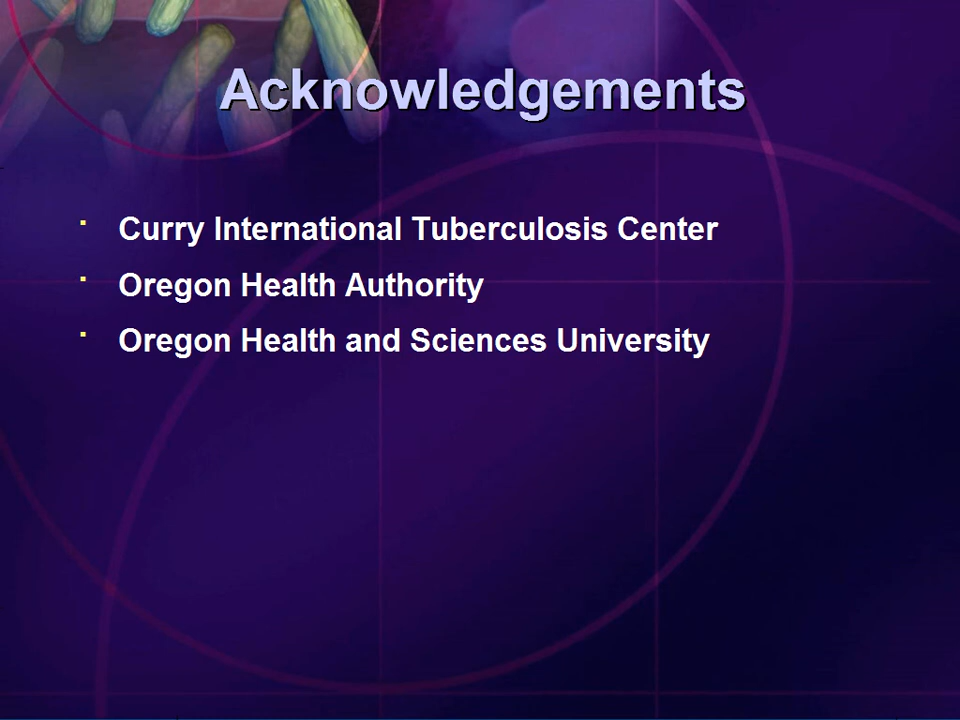 Acknowledgements
Curry International Tuberculosis Center
Oregon Health Authority
Oregon Health and Sciences University